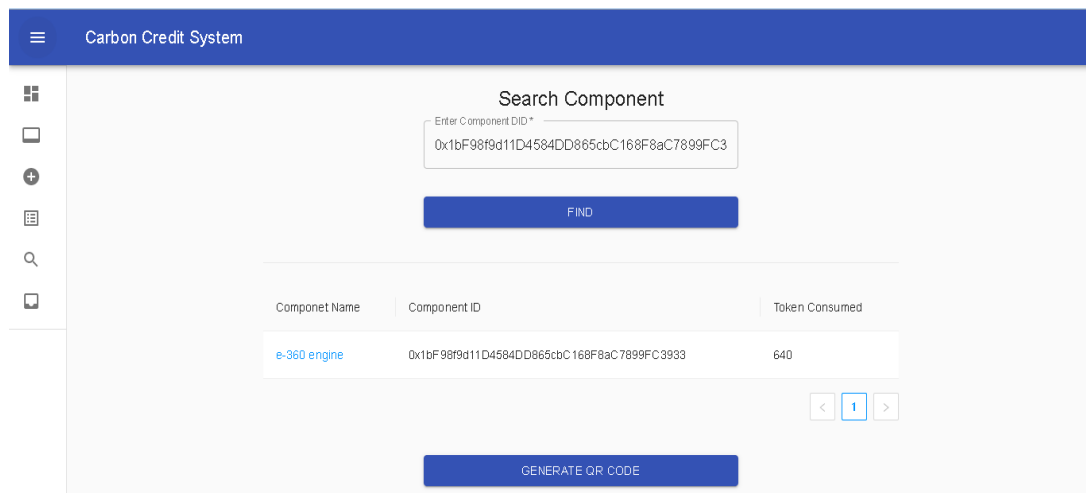 Carbon Credit System
Search Component
Enter Component DID *
0x1bF98f9d11D4584DD865cbC168F8aC7899FC3
FIND
Componet Name Component ID Token Consumed
e-360 engine 0x1bF98f9d11D4584DD865cbC168F8aC7899FC3933 640
< 1 >
GENERATE QR CODE